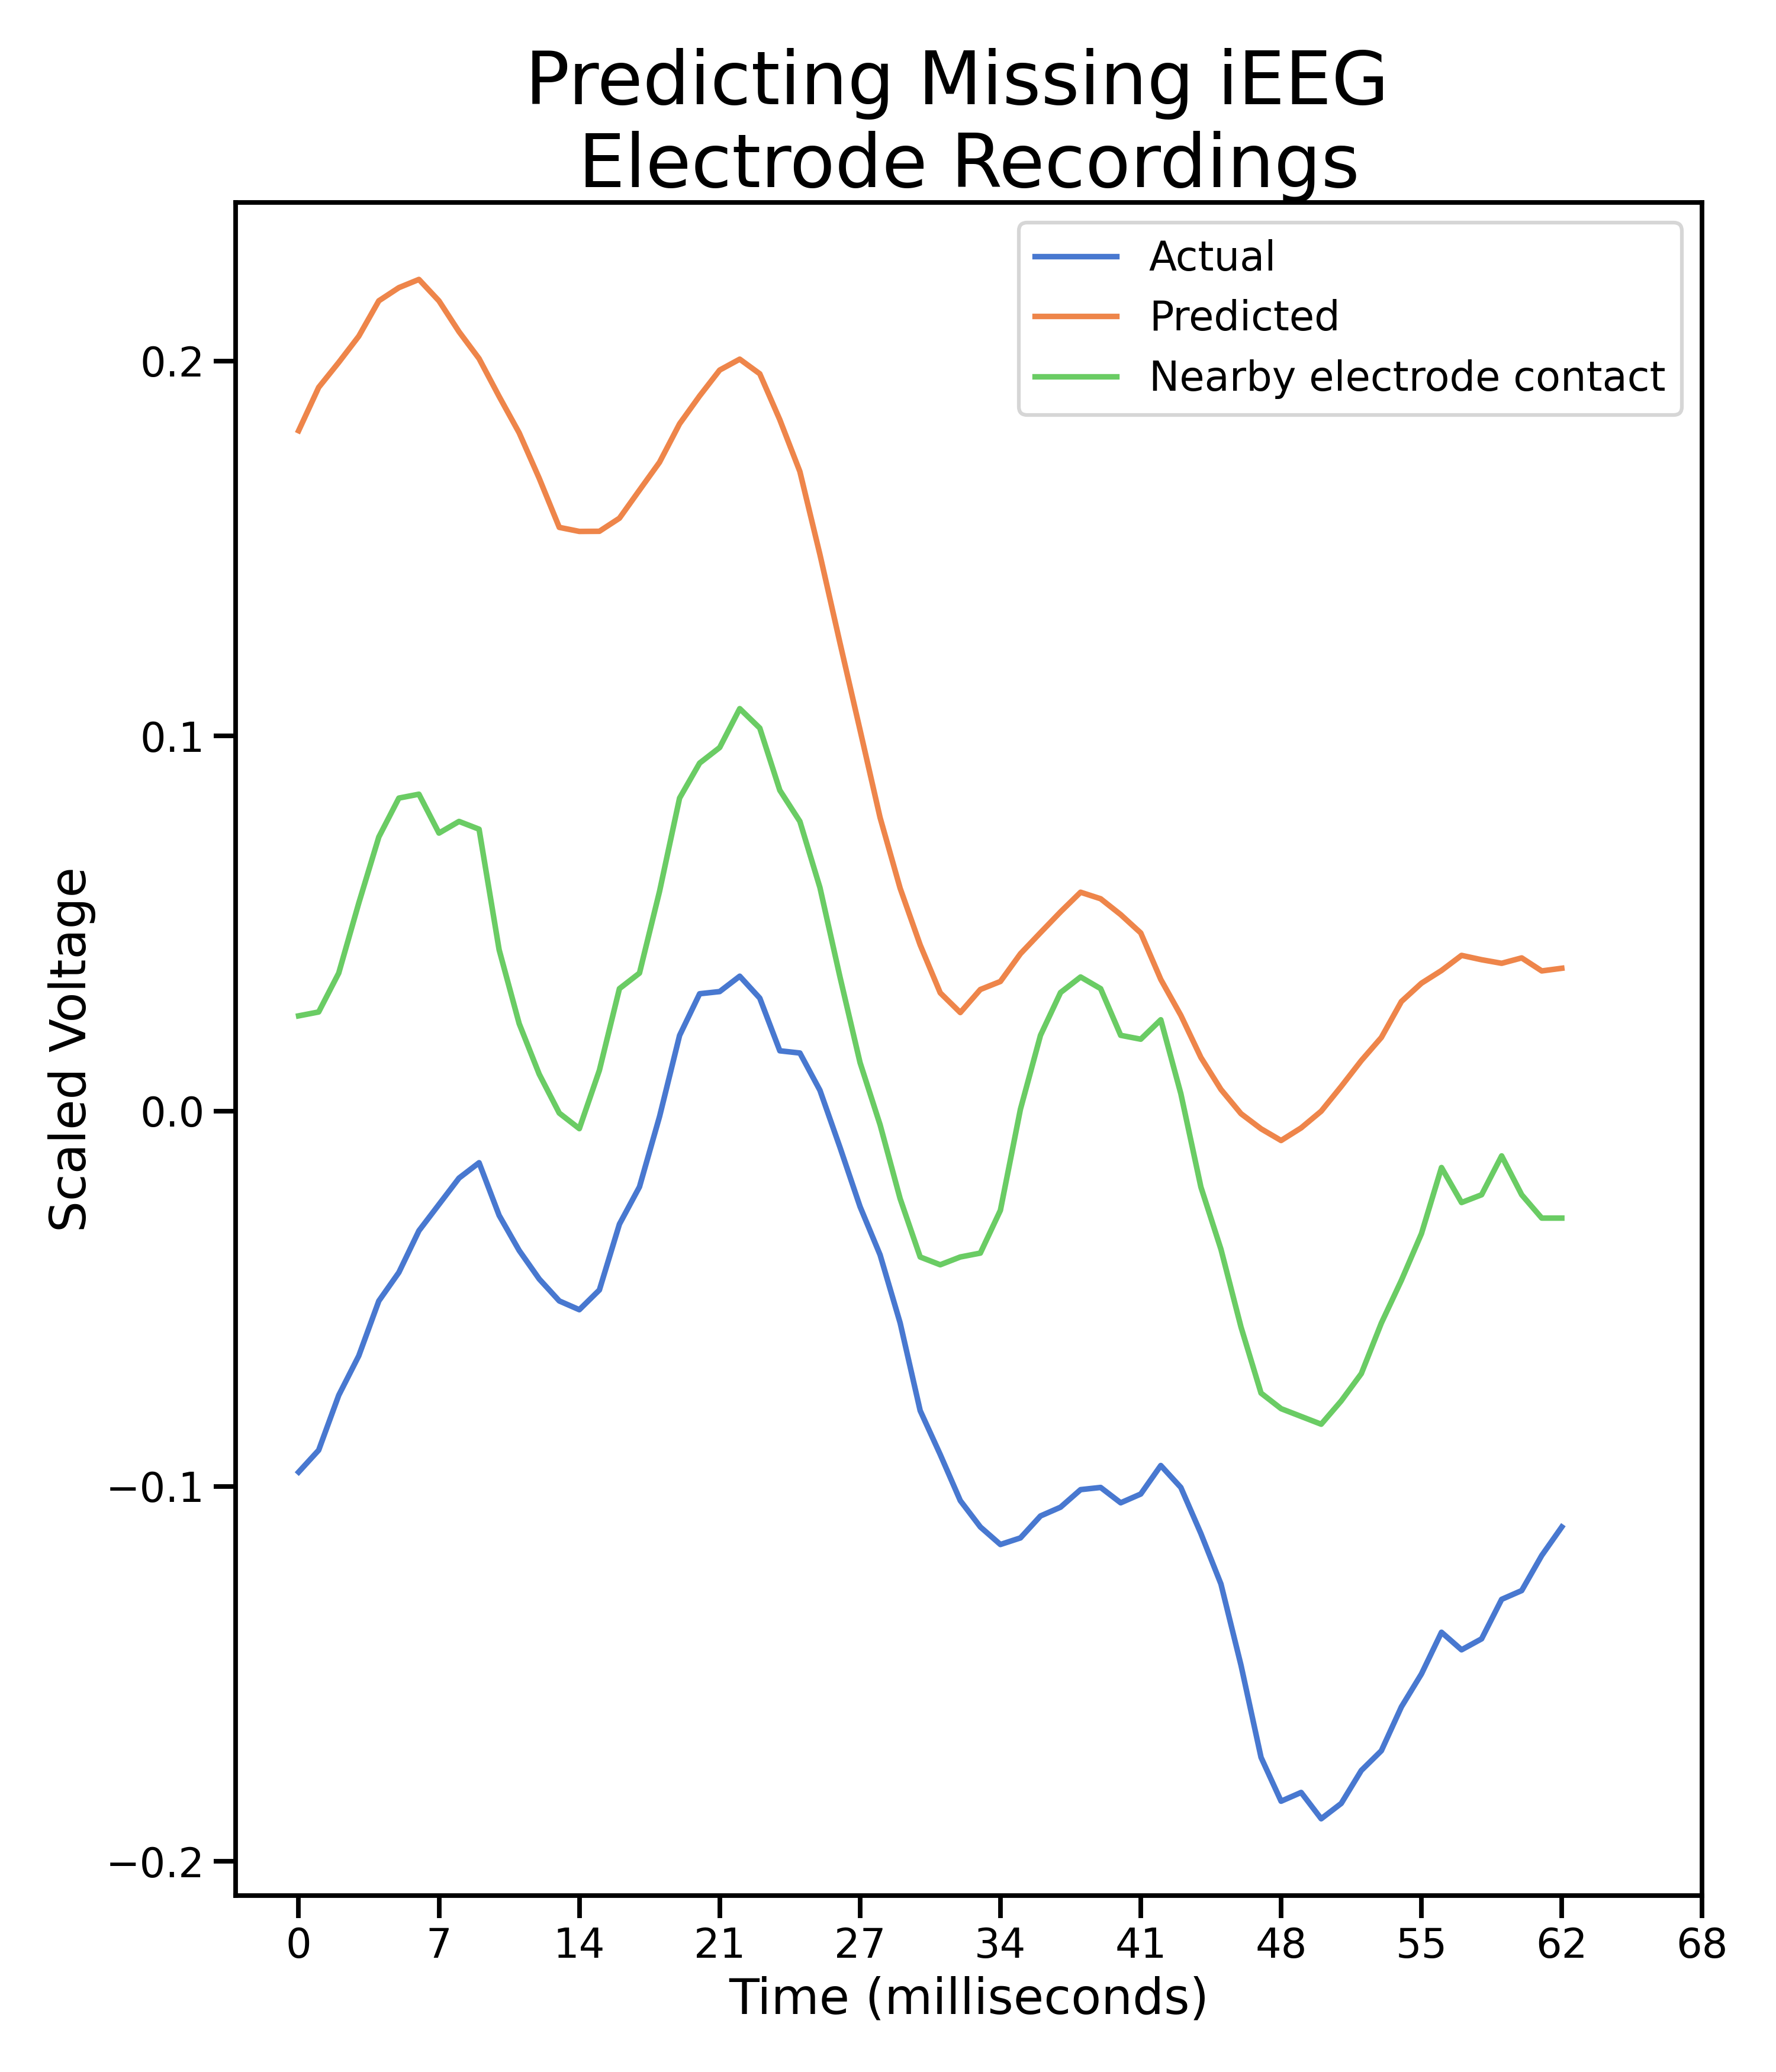 Predicting Missing iEEG
Electrode Recordings
Actual
Predicted
Nearby electrode contact
Scaled Voltage
0.2
0.1
0.0
−0.1
−0.2
0 7 14 21 27 34 41 48 55 62 68
Time (milliseconds)